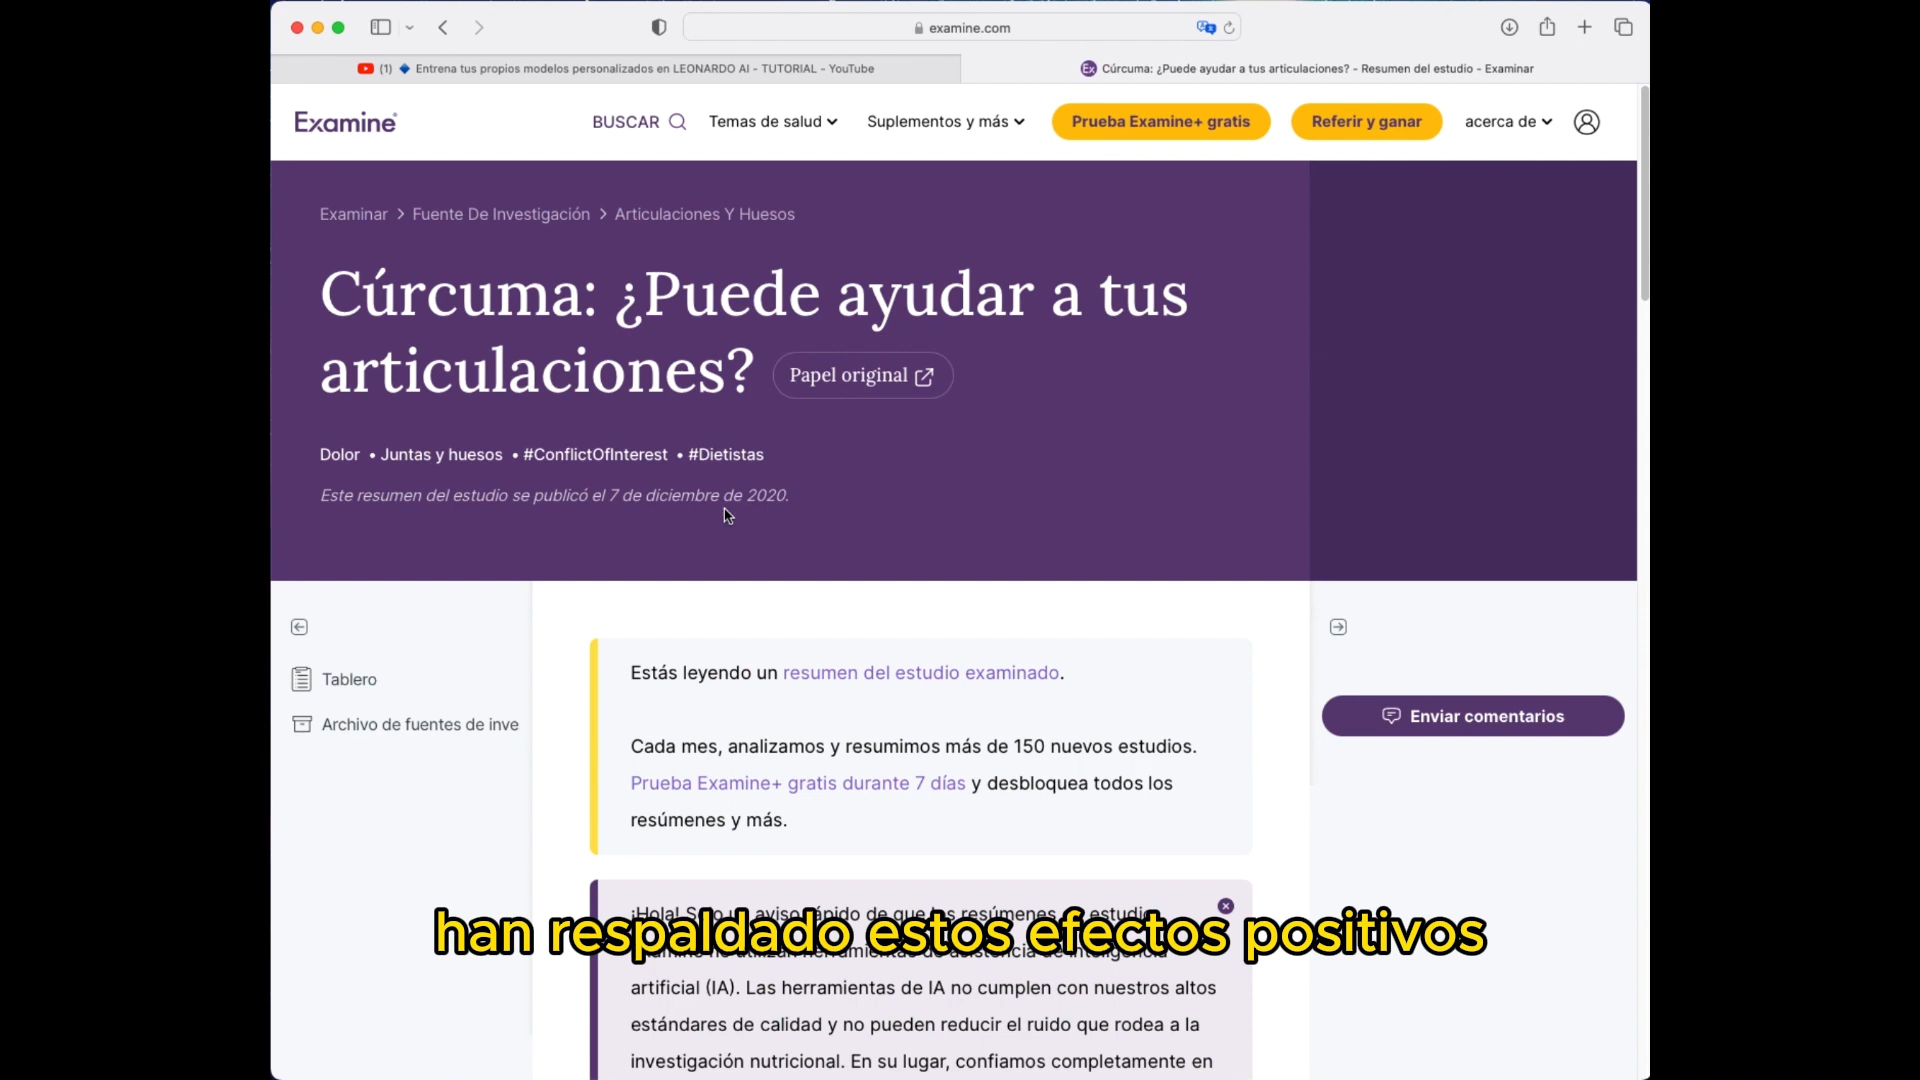 examine.com
(1) 🔹 Entrena tus propios modelos personalizados en LEONARDO AI - TUTORIAL - YouTube
Ex Cúrcuma: ¿Puede ayudar a tus articulaciones? - Resumen del estudio - Examinar
Examine®
BUSCAR
Temas de salud
Suplementos y más
Prueba Examine+ gratis
Referir y ganar
acerca de
Examinar > Fuente De Investigación > Articulaciones Y Huesos
Cúrcuma: ¿Puede ayudar a tus
articulaciones?
Papel original
Dolor • Juntas y huesos • #ConflictOfInterest • #Dietistas
Este resumen del estudio se publicó el 7 de diciembre de 2020.
Tablero
Archivo de fuentes de inve
Estás leyendo un resumen del estudio examinado.
Cada mes, analizamos y resumimos más de 150 nuevos estudios.
Prueba Examine+ gratis durante 7 días y desbloquea todos los
resúmenes y más.
Enviar comentarios
¡Hola! aviso rápido de que
han respaldado estos efectos positivos
artificial (IA). Las herramientas de IA no cumplen con nuestros altos
estándares de calidad y no pueden reducir el ruido que rodea a la
investigación nutricional. En su lugar, confiamos completamente en